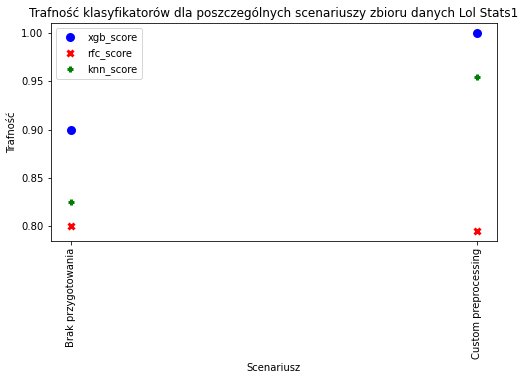 Trafność klasyfikatorów dla poszczególnych scenariuszy zbioru danych Lol Stats1
xgb_score
rfc_score
knn_score
Trafność
1.00
0.95
0.90
0.85
0.80
Brak przygotowania
Custom preprocessing
Scenariusz